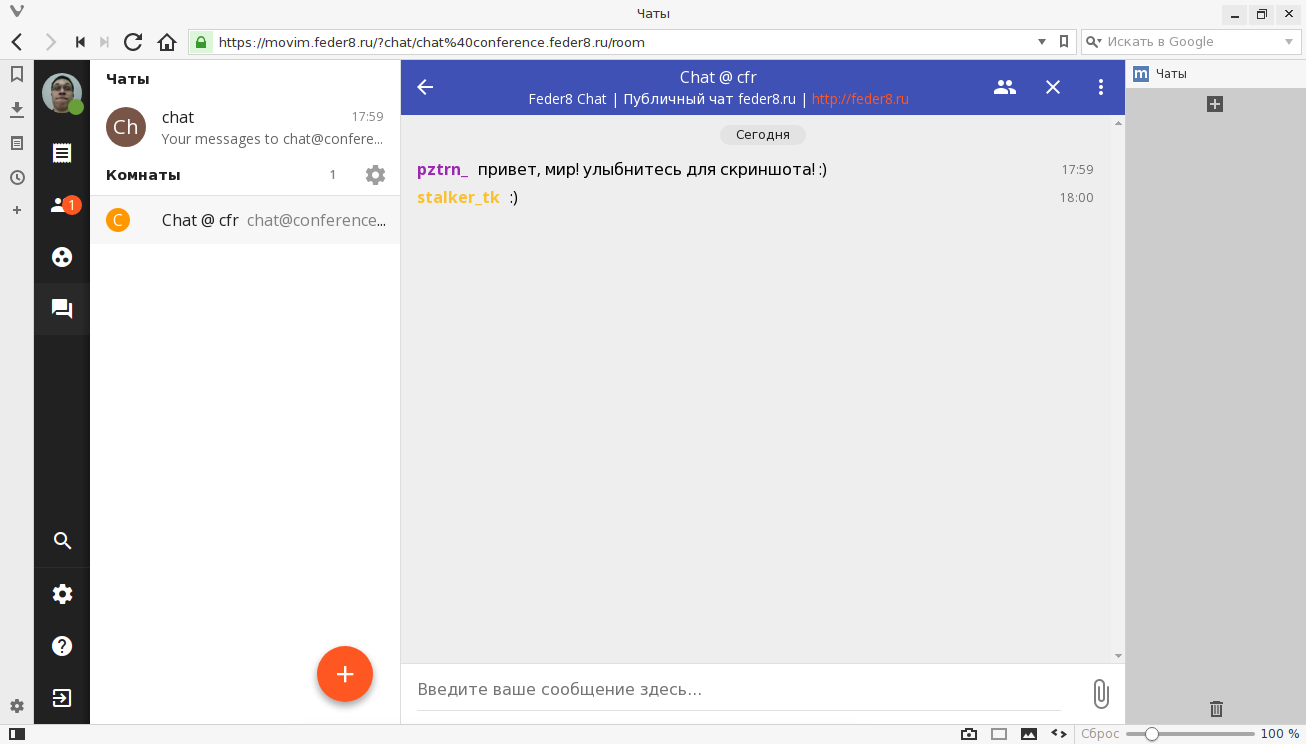 Чаты
https://movim.feder8.ru/?chat/chat%40conference.feder8.ru/room
Искать в Google
Чаты
Ch
chat
17:59
Your messages to chat@confere...
Комнаты
1
1
C
Chat @ cfr chat@conference...
Chat @ cfr
Feder8 Chat | Публичный чат feder8.ru | http://feder8.ru
m Чаты
Сегодня
pztrn_ привет, мир! улыбнитесь для скриншота! :) 17:59
stalker_tk :) 18:00
Введите ваше сообщение здесь...
Сброс
100 %